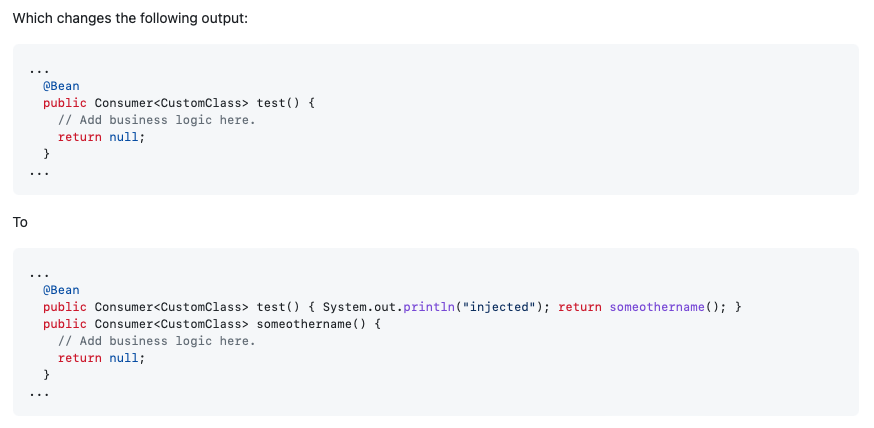 Which changes the following output:
...
@Bean
public Consumer<CustomClass> test() {
// Add business logic here.
return null;
}
...
To
...
@Bean
public Consumer<CustomClass> test() { System.out.println("injected"); return someothername(); }
public Consumer<CustomClass> someothername() {
// Add business logic here.
return null;
}
...